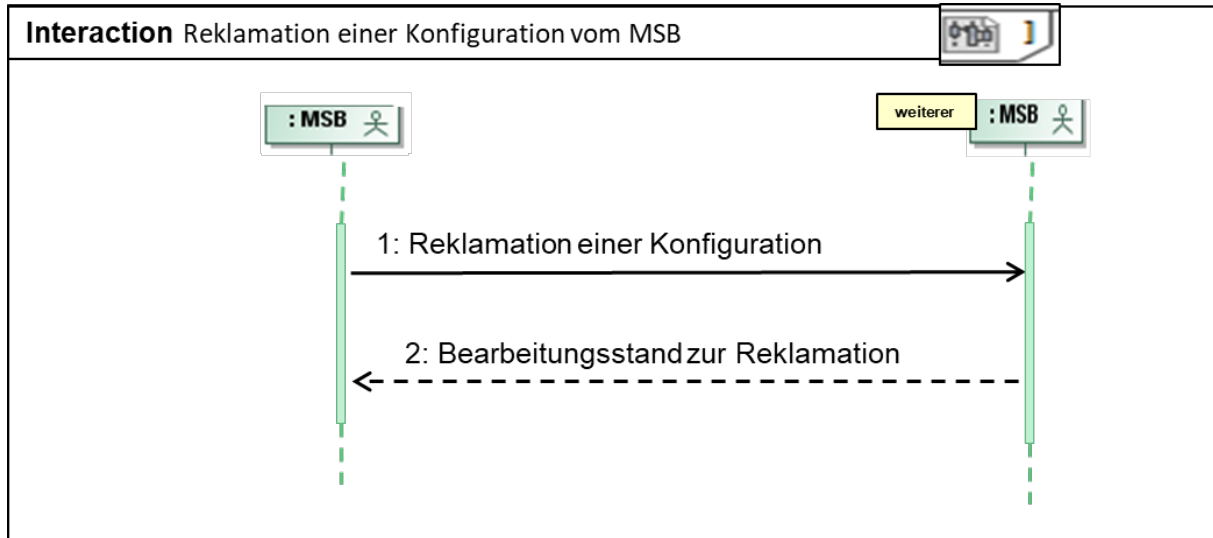 Interaction Reklamation einer Konfiguration vom MSB
: MSB
weiterer : MSB
1: Reklamation einer Konfiguration
2: Bearbeitungsstand zur Reklamation